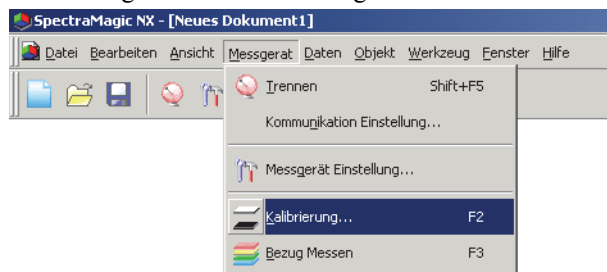 SpectraMagic NX - [Neues Dokument1]
Datei Bearbeiten Ansicht Messgerat Daten Objekt Werkzeug Fenster Hilfe
Trennen Shift+F5
Kommunikation Einstellung...
Messgerät Einstellung...
Kalibrierung... F2
Bezug Messen F3